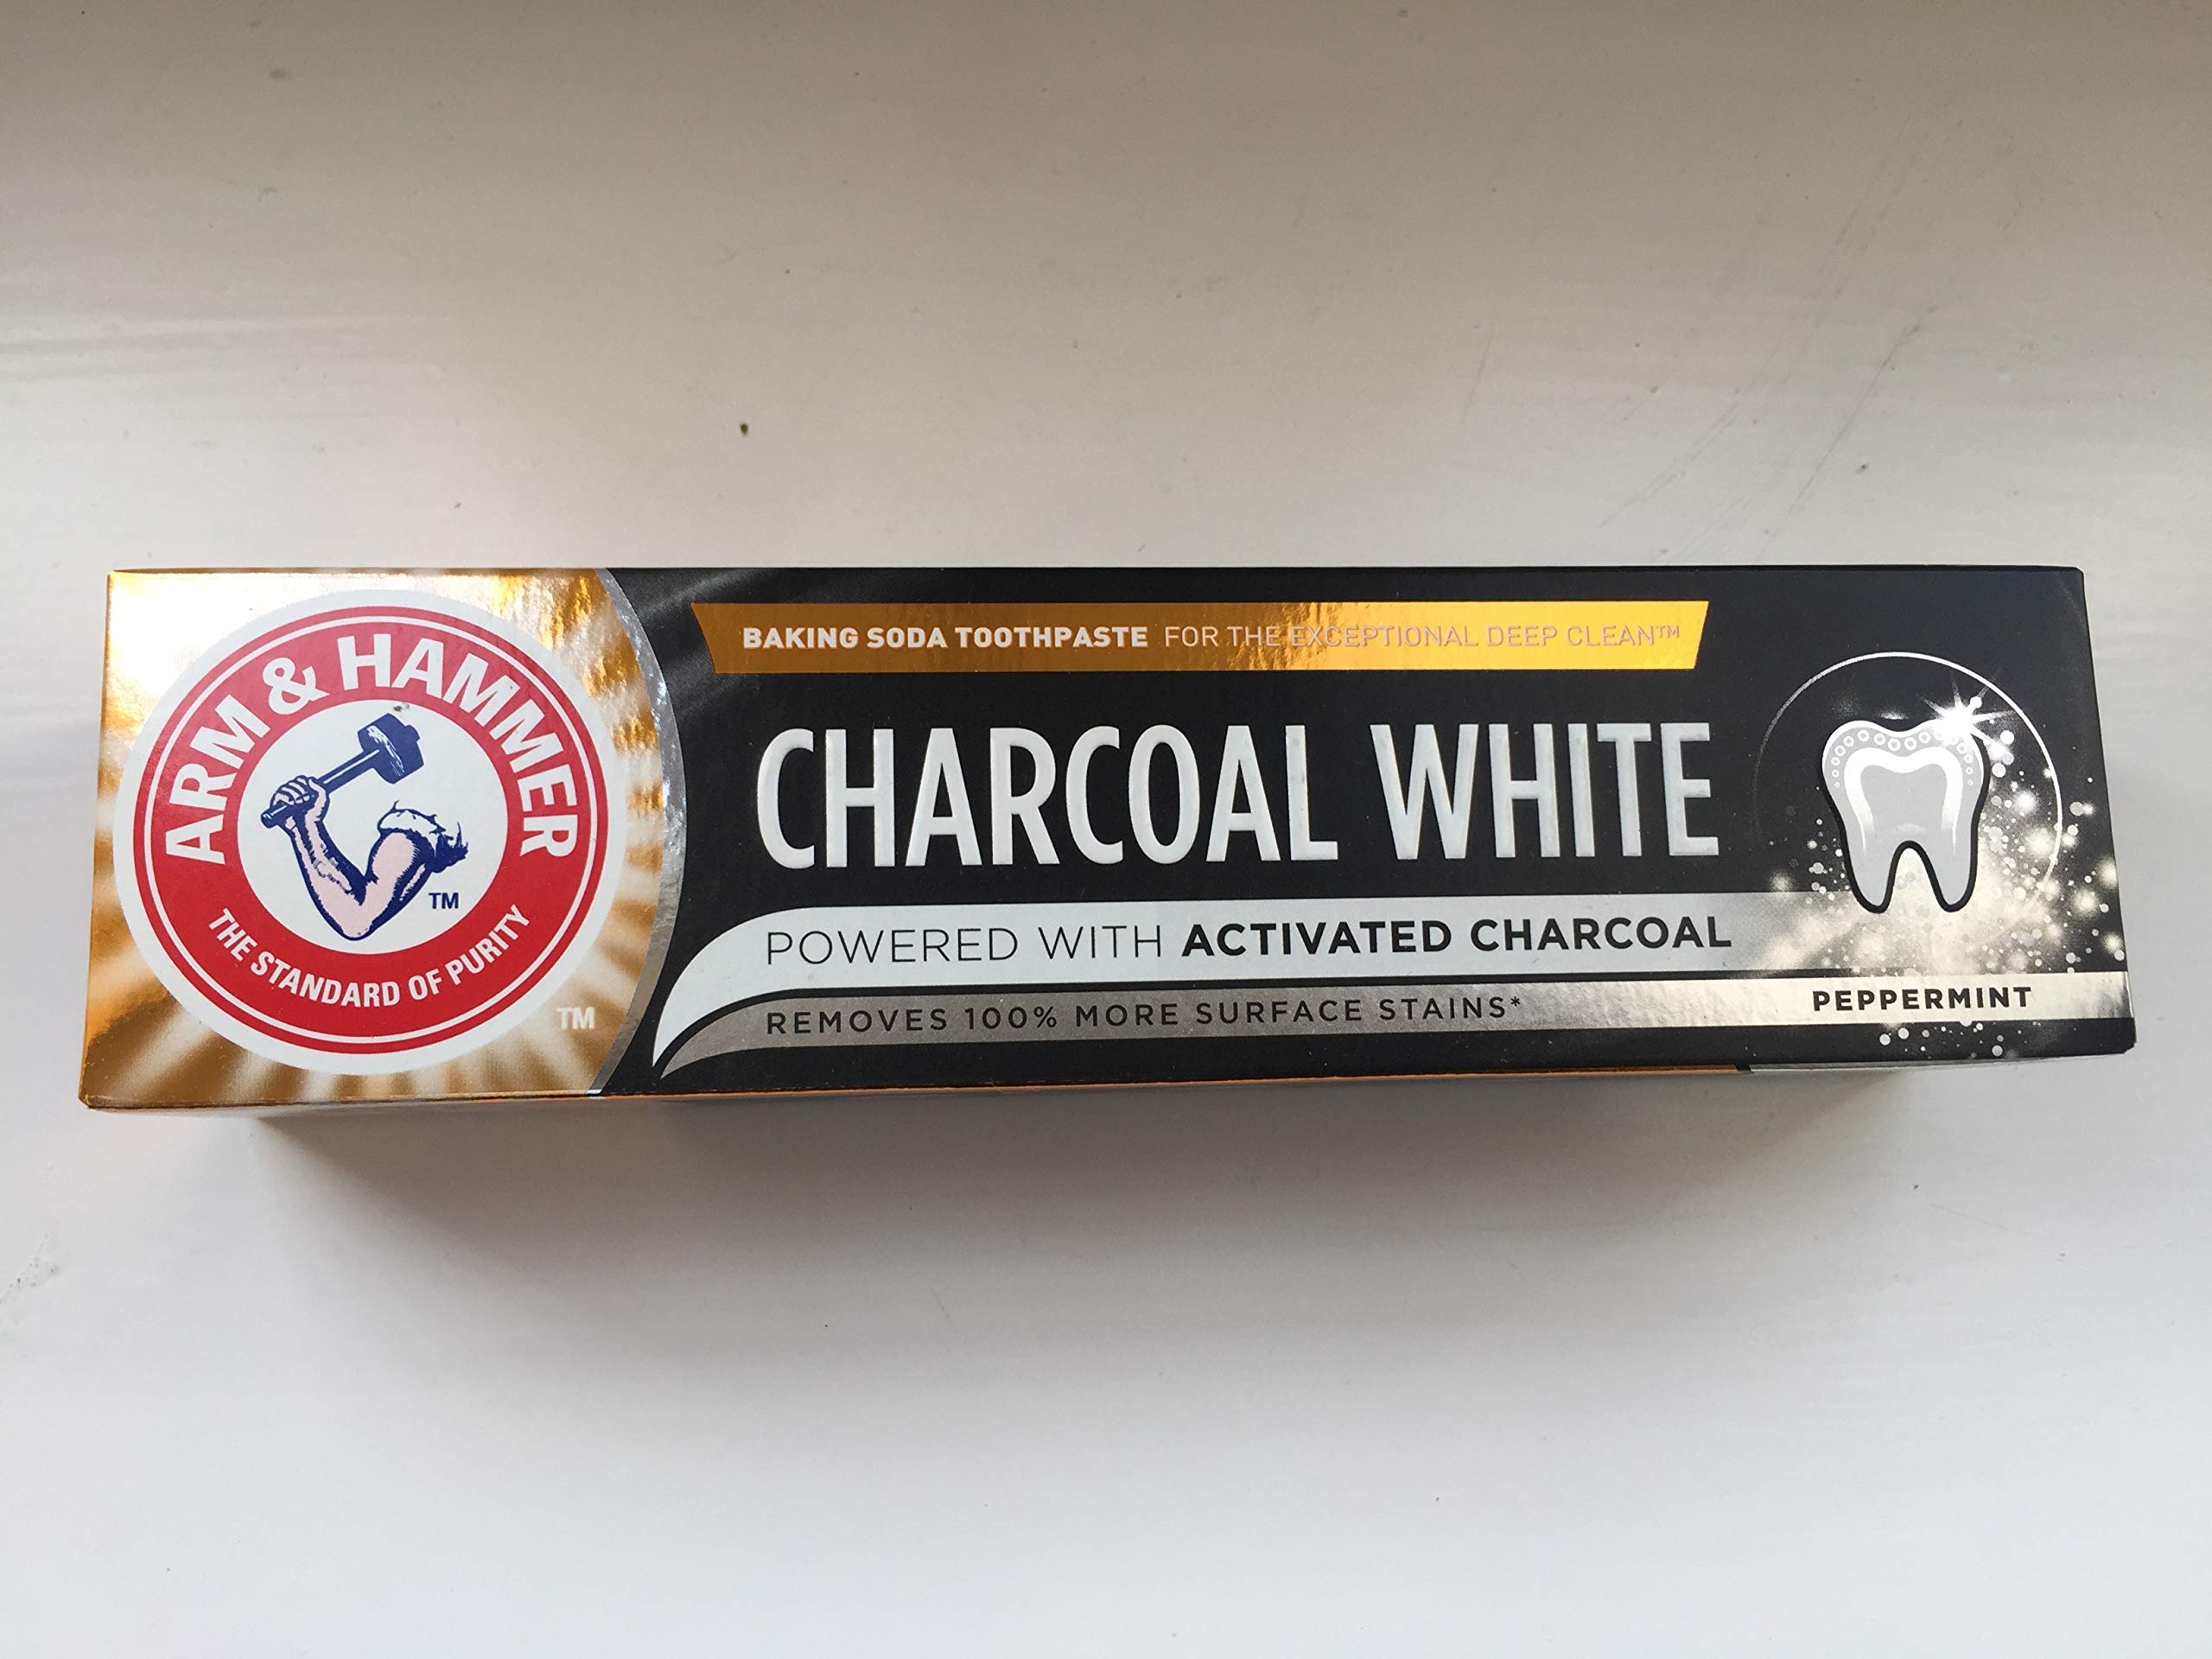 ARM & HAMMER
TM
THE STANDARD OF PURITY
TM
BAKING SODA TOOTHPASTE FOR THE EXCEPTIONAL DEEP CLEAN™
CHARCOAL WHITE
POWERED WITH ACTIVATED CHARCOAL
REMOVES 100% MORE SURFACE STAINS*
PEPPERMINT